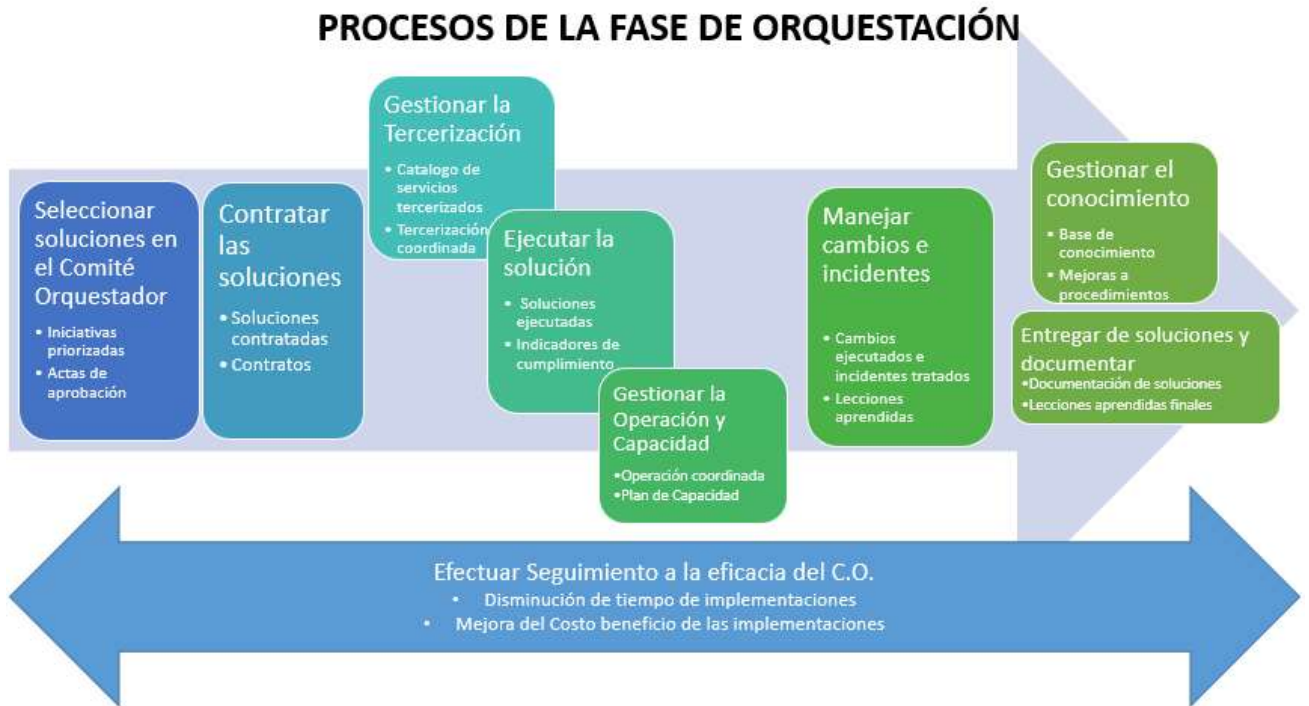 PROCESOS DE LA FASE DE ORQUESTACIÓN
Seleccionar
soluciones en
el Comité
Orquestador
• Iniciativas
priorizadas
• Actas de
aprobación
Contratar
las
soluciones
• Soluciones
contratadas
• Contratos
Gestionar la
Tercerización
• Catalogo de
servicios
tercerizados
• Tercerización
coordinada
Ejecutar la
solución
• Soluciones
ejecutadas
• Indicadores de
cumplimiento
Gestionar la
Operación y
Capacidad
•Operación coordinada
•Plan de Capacidad
Manejar
cambios e
incidentes
• Cambios
ejecutados e
incidentes tratados
• Lecciones
aprendidas
Gestionar el
conocimiento
• Base de
conocimiento
• Mejoras a
procedimientos
Entregar de soluciones y
documentar
•Documentación de soluciones
•Lecciones aprendidas finales
Efectuar Seguimiento a la eficacia del C.O.
• Disminución de tiempo de implementaciones
• Mejora del Costo beneficio de las implementaciones